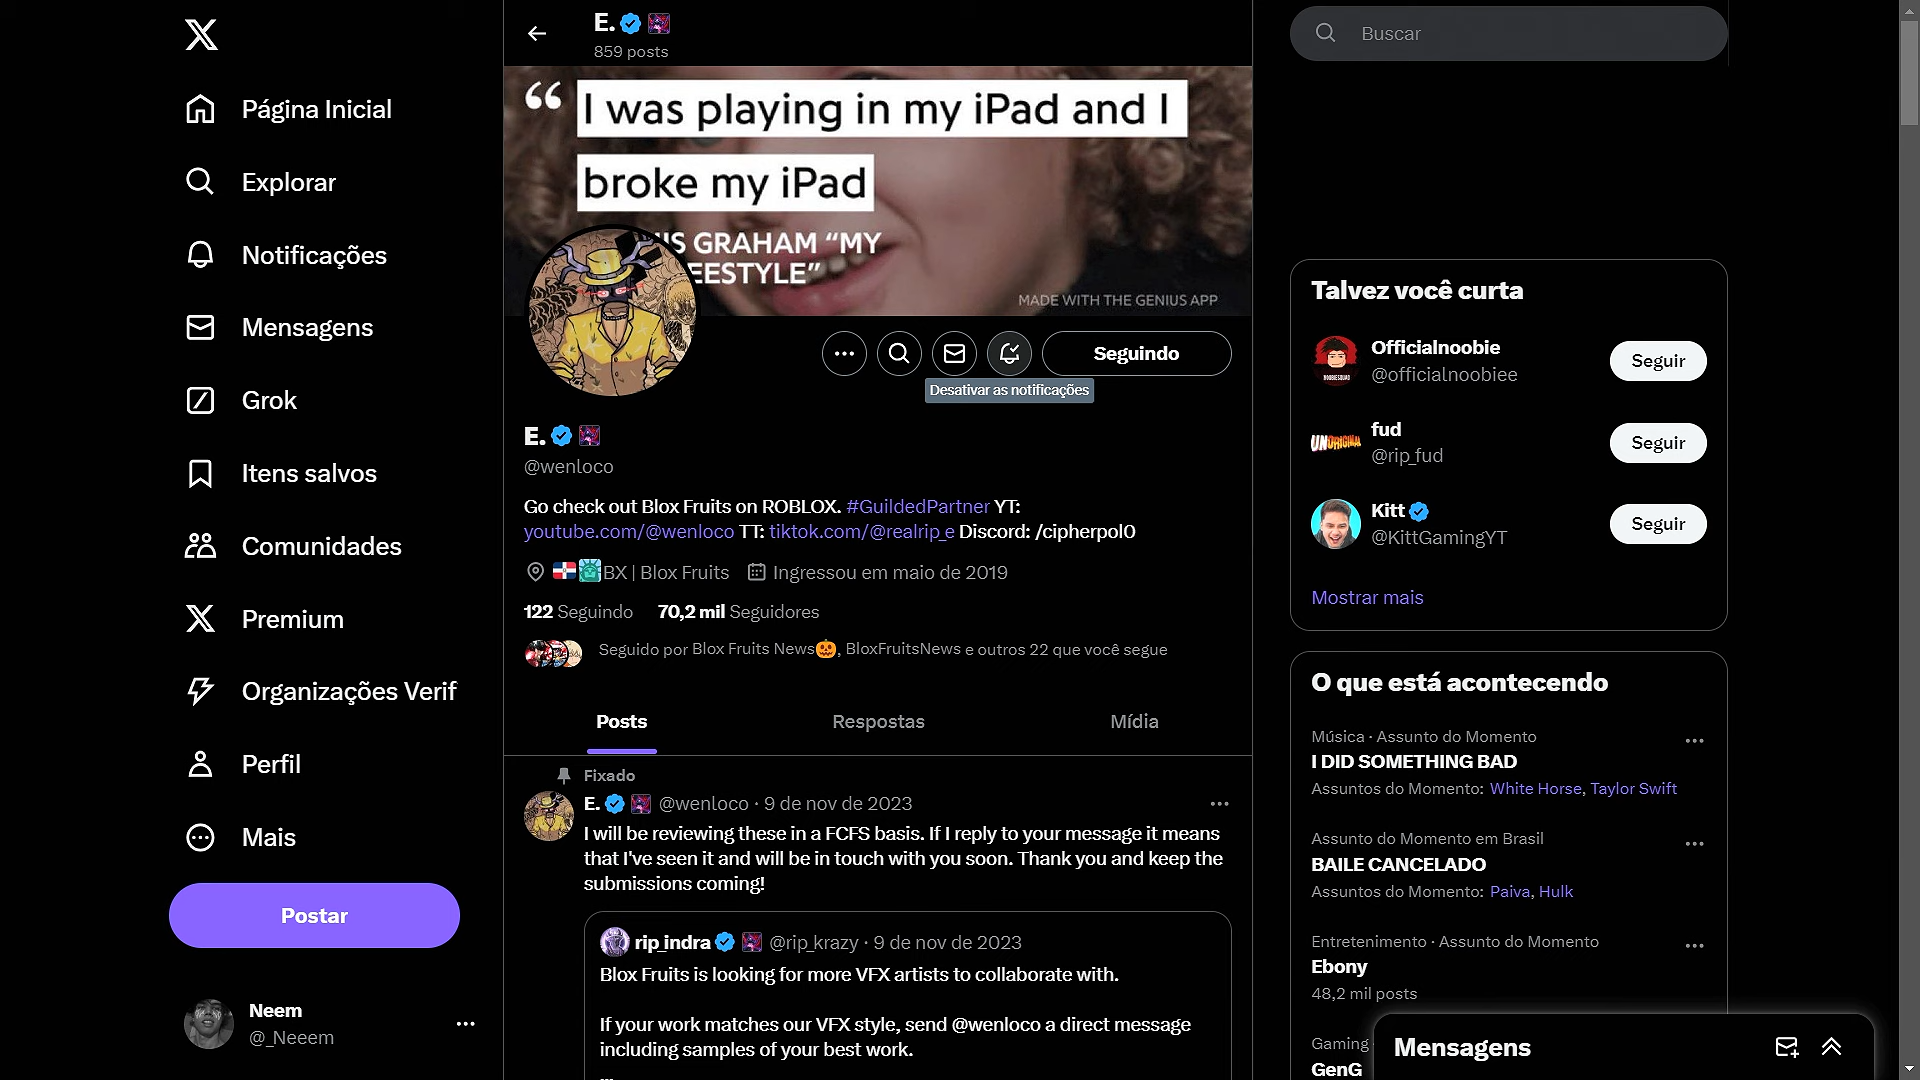 Página Inicial
Explorar
Notificações
Mensagens
Grok
Itens salvos
Comunidades
Premium
Organizações Verif
Perfil
Mais
Postar
Neem
@_Neeem
E.
859 posts
“ I was playing in my iPad and I
broke my iPad
IS GRAHAM “MY
EESTYLE”
MADE WITH THE GENIUS APP
Seguindo
Desativar as notificações
E.
@wenloco
Go check out Blox Fruits on ROBLOX. #GuildedPartner YT:
youtube.com/@wenloco TT: tiktok.com/@realrip_e Discord: /cipherpol0
BX | Blox Fruits Ingressou em maio de 2019
122 Seguindo 70,2 mil Seguidores
Seguido por Blox Fruits News🎃, BloxFruitsNews e outros 22 que você segue
Posts Respostas Mídia
Fixado
E. @wenloco · 9 de nov de 2023
I will be reviewing these in a FCFS basis. If I reply to your message it means
that I've seen it and will be in touch with you soon. Thank you and keep the
submissions coming!
rip_indra @rip_krazy · 9 de nov de 2023
Blox Fruits is looking for more VFX artists to collaborate with.
If your work matches our VFX style, send @wenloco a direct message
including samples of your best work.
Buscar
Talvez você curta
Officialnoobie
@officialnoobiee
Seguir
UNORIGINAL
fud
@rip_fud
Seguir
Kitt
@KittGamingYT
Seguir
Mostrar mais
O que está acontecendo
Música · Assunto do Momento
I DID SOMETHING BAD
Assuntos do Momento: White Horse, Taylor Swift
Assunto do Momento em Brasil
BAILE CANCELADO
Assuntos do Momento: Paiva, Hulk
Entretenimento · Assunto do Momento
Ebony
48,2 mil posts
Gaming
GenG
Mensagens